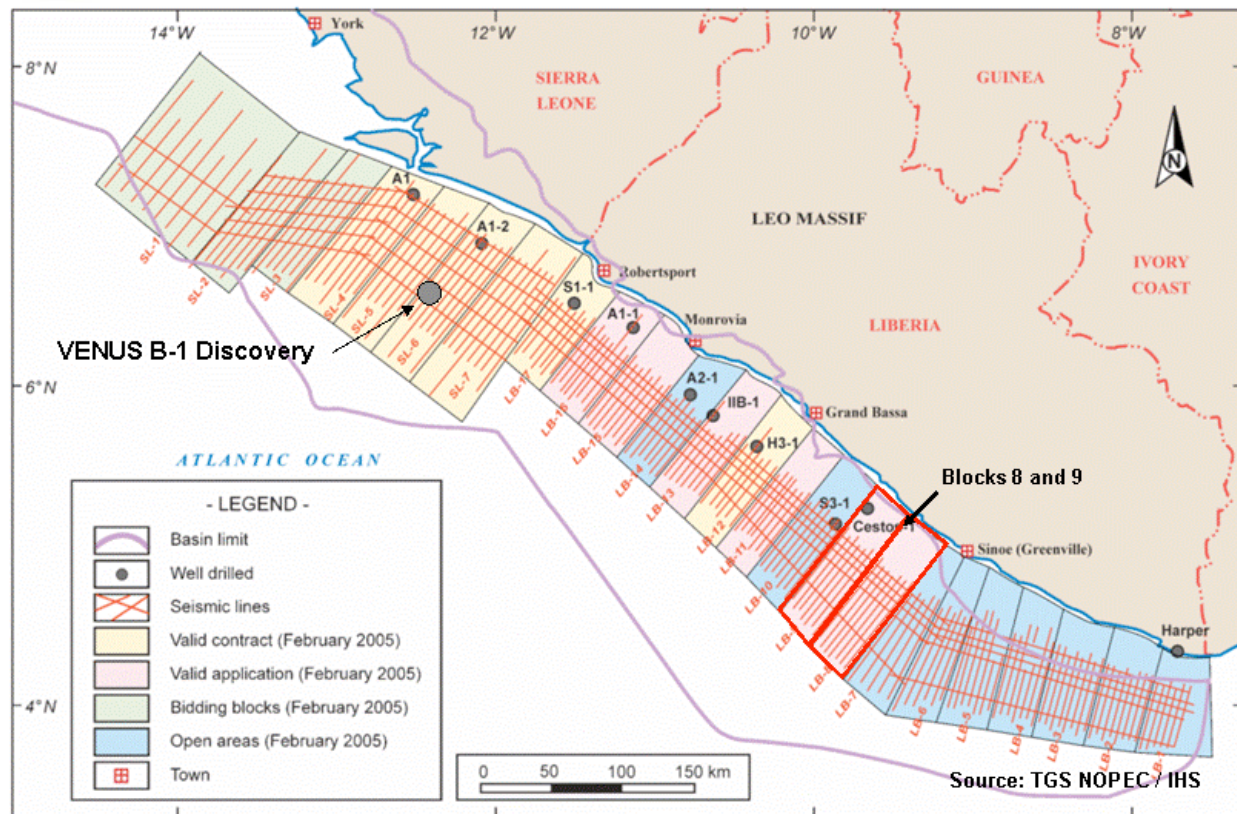 14°W
12°W
10°W
8°W
York
8°N
SIERRA
LEONE
GUINEA
N
A1
LEO MASSIF
SL-1
A1-2
IVORY
COAST
SL-2
Robertsport
SL-3
S1-1
SL-4
A1-1
Monrovia
LIBERIA
SL-5
VENUS B-1 Discovery
SL-6
6°N
SL-7
LB-17
A2-1
IIB-1
LB-16
Grand Bassa
LB-15
H3-1
ATLANTIC OCEAN
LB-14
Blocks 8 and 9
LB-13
S3-1
Cestos-1
LB-12
LB-11
Sinoe (Greenville)
LB-10
Harper
LB-7
4°N
LB-6
LB-5
LB-4
LB-3
LB-2
LB-1
- LEGEND -
Basin limit
Well drilled
Seismic lines
Valid contract (February 2005)
Valid application (February 2005)
Bidding blocks (February 2005)
Open areas (February 2005)
Town
0 50 100 150 km
Source: TGS NOPEC / IHS